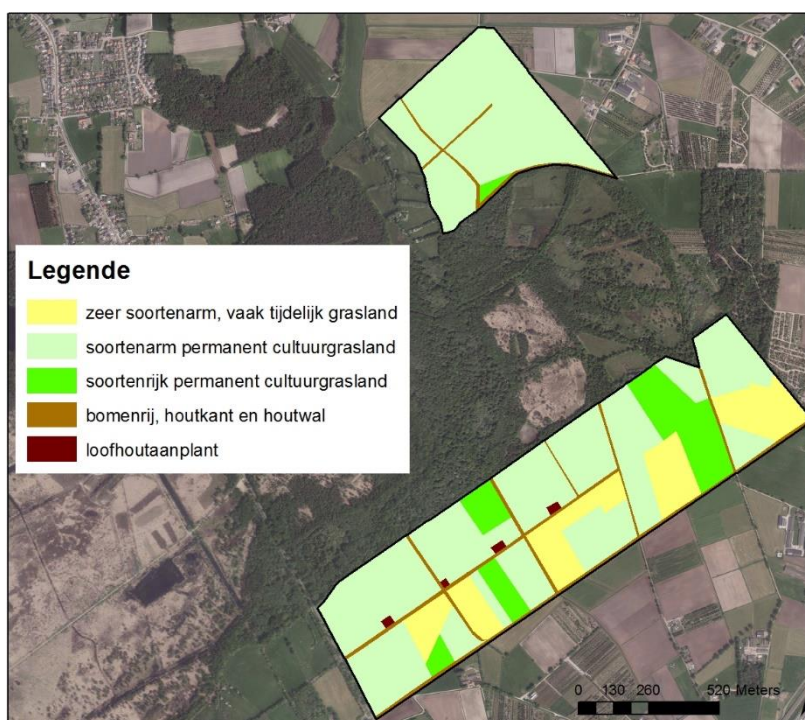 Legende
zeer soortenarm, vaak tijdelijk grasland
soortenarm permanent cultuurgrasland
soortenrijk permanent cultuurgrasland
bomenrij, houtkant en houtwal
loofhoutaanplant
0 130 260 520 Meters